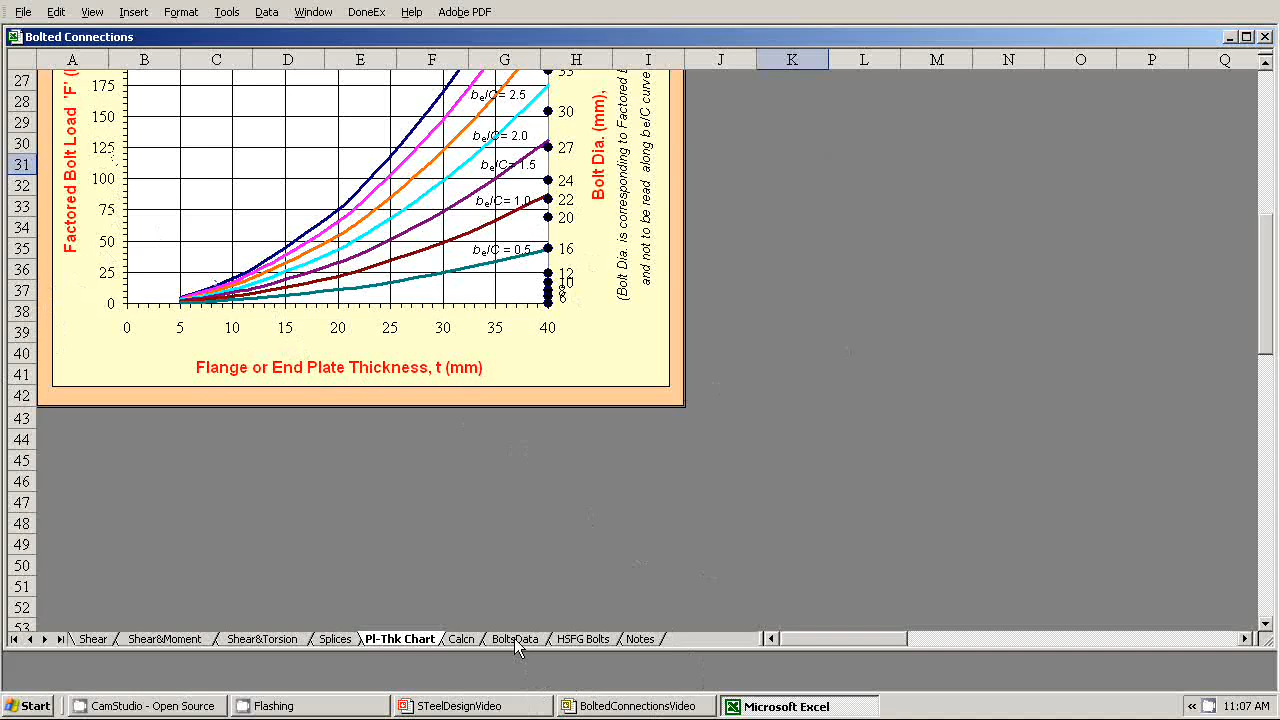 File Edit View Insert Format Tools Data Window DoneEx Help Adobe PDF
Bolted Connections
A B C D E F G H I J K L M N O P Q
27
28
29
30
31
32
33
34
35
36
37
38
39
40
41
42
43
44
45
46
47
48
49
50
51
52
53
Factored Bolt Load 'F'
175
150
125
100
75
50
25
0
0 5 10 15 20 25 30 35 40
Flange or End Plate Thickness, t (mm)
be/C= 2.5
be/C= 2.0
be/C= 1.5
be/C= 1.0
be/C = 0.5
35
30
27
24
22
20
16
12
10
Bolt Dia. (mm),
(Bolt Dia. is corresponding to Factored
and not to be read along be/C curve
Shear Shear&Moment Shear&Torsion Splices Pl-Thk Chart Calcn BoltsData HSFG Bolts Notes
Start CamStudio - Open Source Flashing STeelDesignVideo BoltedConnectionsVideo Microsoft Excel « 11:07 AM